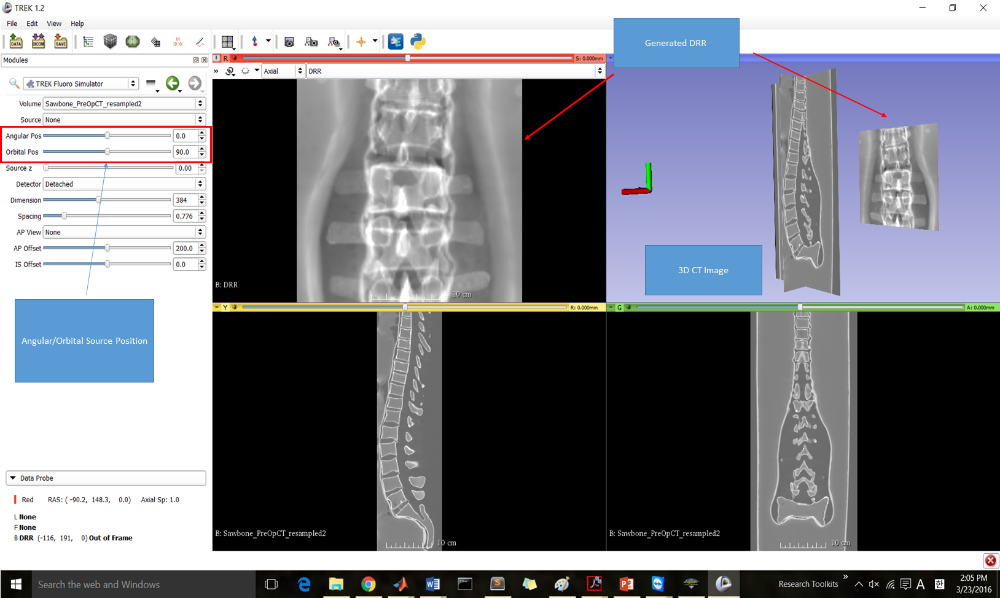 TREK 1.2
File Edit View Help
DATA DICOM SAVE
Modules
R S: 0.000mm
Generated DRR
» Axial DRR
TREK Fluoro Simulator
Volume Sawbone_PreOpCT_resampled2
Source None
Angular Pos 0.0
Orbital Pos 90.0
Source z 0.00
Detector Detached
Dimension 384
Spacing 0.776
AP View None
AP Offset 200.0
IS Offset 0.0
B: DRR
10 cm
3D CT Image
Y R: 0.000mm
G A: 0.000mm
Angular/Orbital Source Position
Data Probe
Red RAS: ( -90.2, 148.3, 0.0) Axial Sp: 1.0
L None
F None
B DRR (-116, 191, 0) Out of Frame
B: Sawbone_PreOpCT_resampled2
10 cm
B: Sawbone_PreOpCT_resampled2
10 cm
Search the web and Windows
Research Toolkits » A 한
2:05 PM
3/23/2016